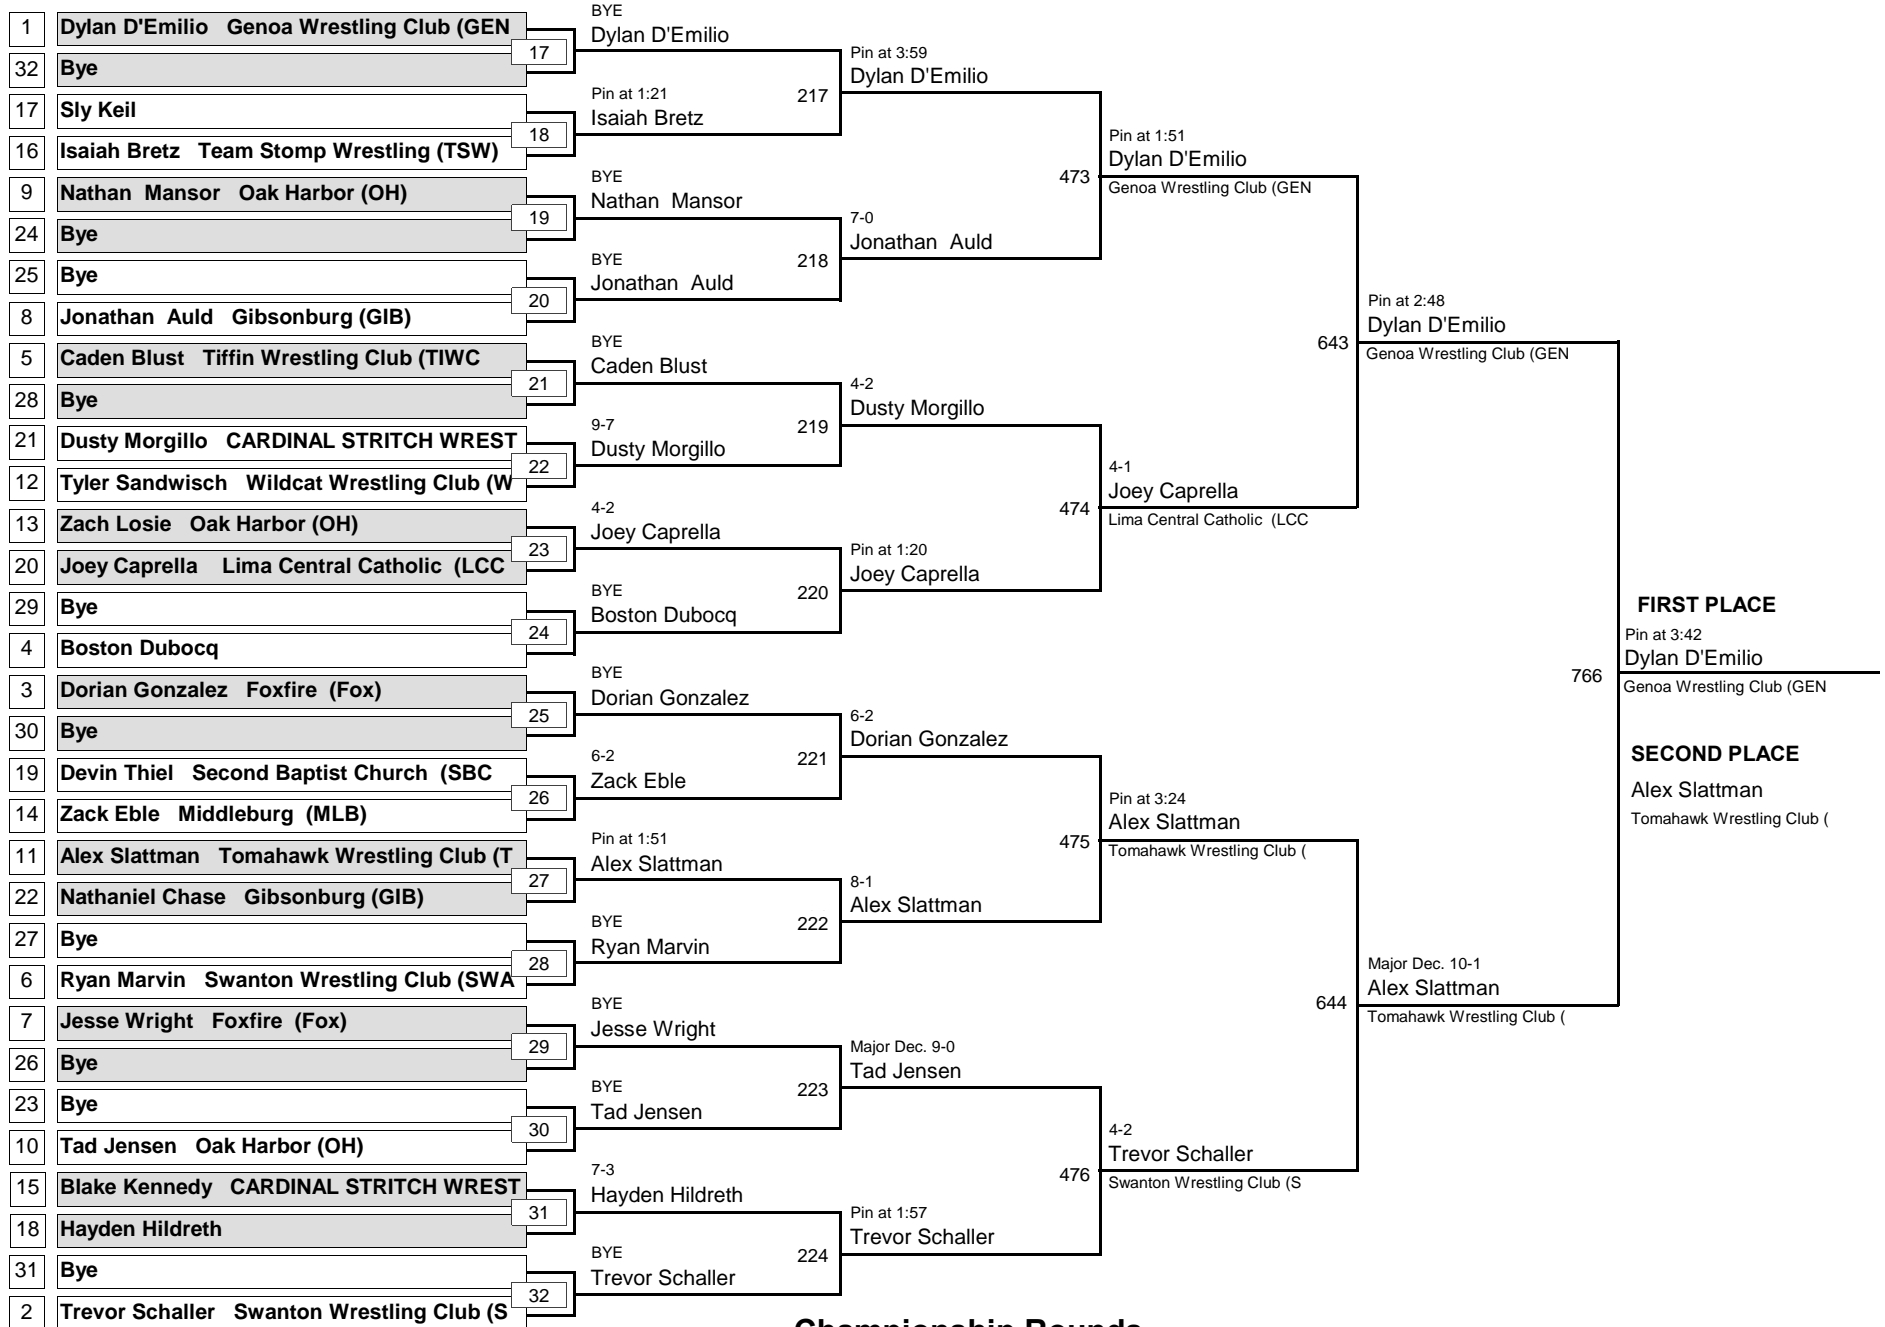 1 Dylan D'Emilio Genoa Wrestling Club (GEN
32 Bye
17 Sly Keil
16 Isaiah Bretz Team Stomp Wrestling (TSW)
9 Nathan Mansor Oak Harbor (OH)
24 Bye
25 Bye
8 Jonathan Auld Gibsonburg (GIB)
5 Caden Blust Tiffin Wrestling Club (TIWC
28 Bye
21 Dusty Morgillo CARDINAL STRITCH WREST
12 Tyler Sandwisch Wildcat Wrestling Club (W
13 Zach Losie Oak Harbor (OH)
20 Joey Caprella Lima Central Catholic (LCC
29 Bye
4 Boston Dubocq
3 Dorian Gonzalez Foxfire (Fox)
30 Bye
19 Devin Thiel Second Baptist Church (SBC
14 Zack Eble Middleburg (MLB)
11 Alex Slattman Tomahawk Wrestling Club (T
22 Nathaniel Chase Gibsonburg (GIB)
27 Bye
6 Ryan Marvin Swanton Wrestling Club (SWA
7 Jesse Wright Foxfire (Fox)
26 Bye
23 Bye
10 Tad Jensen Oak Harbor (OH)
15 Blake Kennedy CARDINAL STRITCH WREST
18 Hayden Hildreth
31 Bye
2 Trevor Schaller Swanton Wrestling Club (S
17
18
19
20
21
22
23
24
25
26
27
28
29
30
31
32
BYE
Dylan D'Emilio
Pin at 1:21
Isaiah Bretz
BYE
Nathan Mansor
BYE
Jonathan Auld
BYE
Caden Blust
9-7
Dusty Morgillo
4-2
Joey Caprella
BYE
Boston Dubocq
BYE
Dorian Gonzalez
6-2
Zack Eble
Pin at 1:51
Alex Slattman
BYE
Ryan Marvin
BYE
Jesse Wright
BYE
Tad Jensen
7-3
Hayden Hildreth
BYE
Trevor Schaller
217
218
219
220
221
222
223
224
Pin at 3:59
Dylan D'Emilio
7-0
Jonathan Auld
4-2
Dusty Morgillo
Pin at 1:20
Joey Caprella
6-2
Dorian Gonzalez
8-1
Alex Slattman
Major Dec. 9-0
Tad Jensen
Pin at 1:57
Trevor Schaller
473
474
475
476
Pin at 1:51
Dylan D'Emilio
Genoa Wrestling Club (GEN
4-1
Joey Caprella
Lima Central Catholic (LCC
Pin at 3:24
Alex Slattman
Tomahawk Wrestling Club (
4-2
Trevor Schaller
Swanton Wrestling Club (S
643
644
Pin at 2:48
Dylan D'Emilio
Genoa Wrestling Club (GEN
Major Dec. 10-1
Alex Slattman
Tomahawk Wrestling Club (
766
FIRST PLACE
Pin at 3:42
Dylan D'Emilio
Genoa Wrestling Club (GEN
SECOND PLACE
Alex Slattman
Tomahawk Wrestling Club (
Championship Rounds